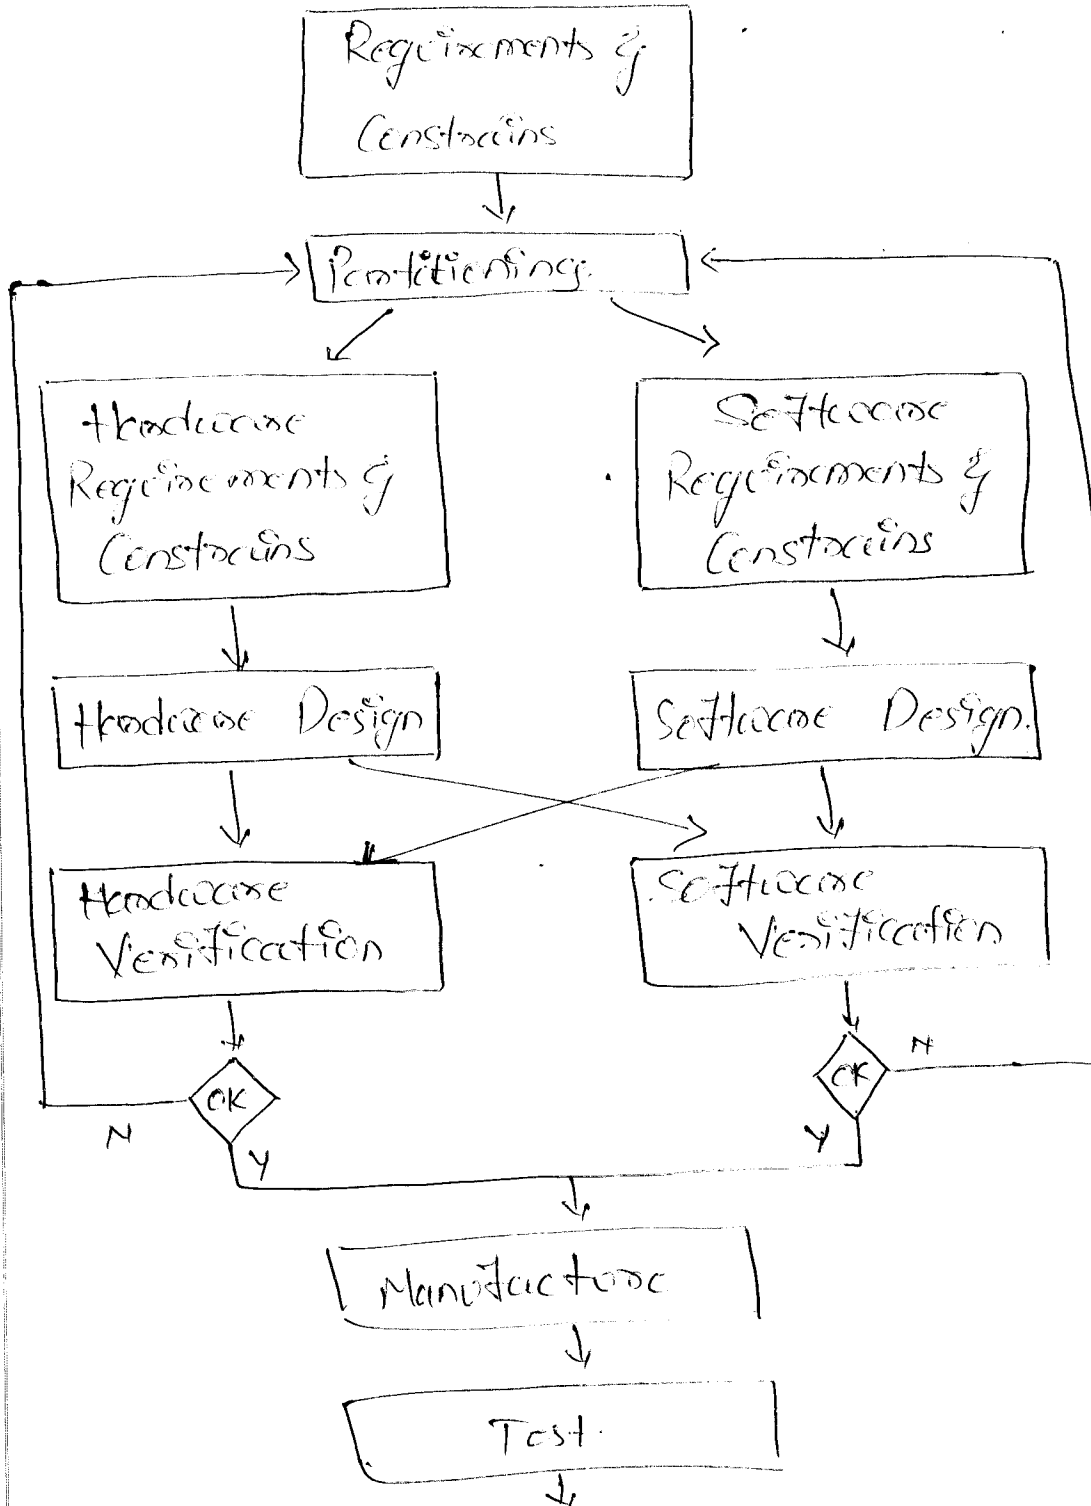 Requirements &
Constrains
Partitioning.
Hardware
Requirements &
Constrains
Software
Requirements &
Constrains
Hardware Design
Software Design.
Hardware
Verification
Software
Verification
OK
N
Y
OK
N
Y
Manufacture
Test.